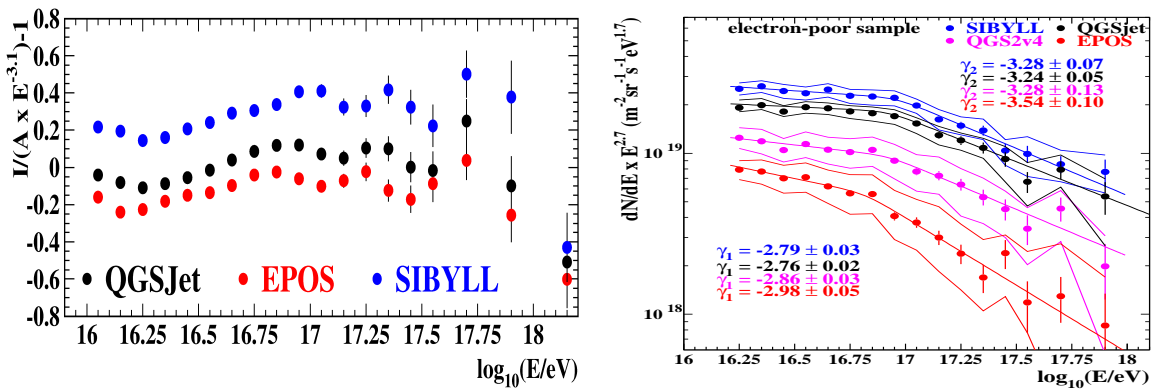 I/(A x E^-3.1)-1
0.8
0.6
0.4
0.2
0
-0.2
-0.4
-0.6
-0.8
QGSJet EPOS SIBYLL
16 16.25 16.5 16.75 17 17.25 17.5 17.75 18
log10(E/eV)
dN/dE x E^2.7 (m^-2sr^-1s^-1eV^1.7)
electron-poor sample
SIBYLL QGSjet
QGS2v4 EPOS
γ2 = -3.28 ± 0.07
γ2 = -3.24 ± 0.05
γ2 = -3.28 ± 0.13
γ2 = -3.54 ± 0.10
10^19
γ1 = -2.79 ± 0.03
γ1 = -2.76 ± 0.02
γ1 = -2.86 ± 0.03
γ1 = -2.98 ± 0.05
10^18
16 16.25 16.5 16.75 17 17.25 17.5 17.75 18
log10(E/eV)